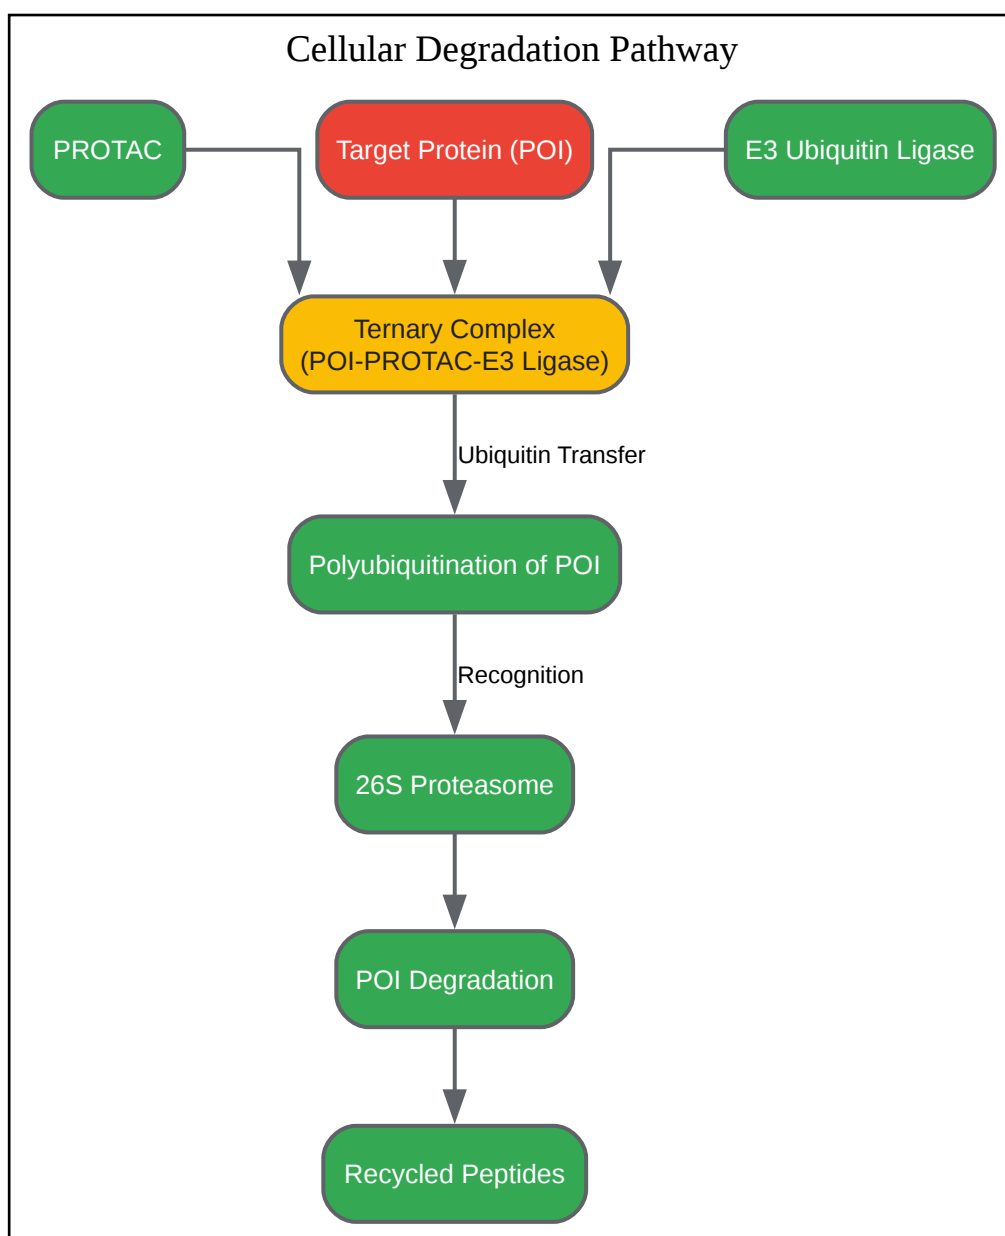 Cellular Degradation Pathway
PROTAC
Target Protein (POI)
E3 Ubiquitin Ligase
Ternary Complex
(POI-PROTAC-E3 Ligase)
Ubiquitin Transfer
Polyubiquitination of POI
Recognition
26S Proteasome
POI Degradation
Recycled Peptides